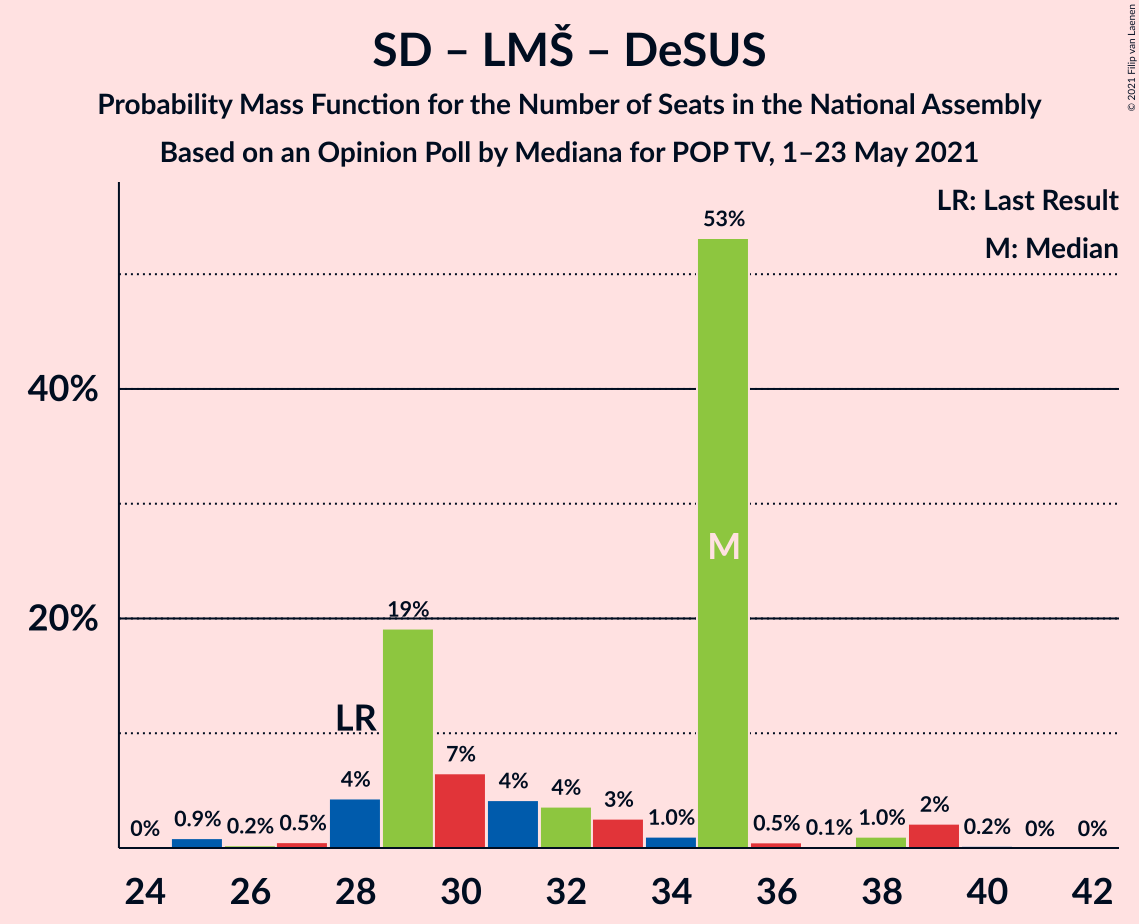 SD – LMŠ – DeSUS
Probability Mass Function for the Number of Seats in the National Assembly
Based on an Opinion Poll by Mediana for POP TV, 1–23 May 2021
© 2021 Filip van Laenen
LR: Last Result
M: Median
53%
40%
M
20%
19%
LR
7%
4%
4%
4%
3%
2%
0%
0.9%
0.2%
0.5%
1.0%
0.5%
0.1%
1.0%
0.2%
0%
0%
24 26 28 30 32 34 36 38 40 42